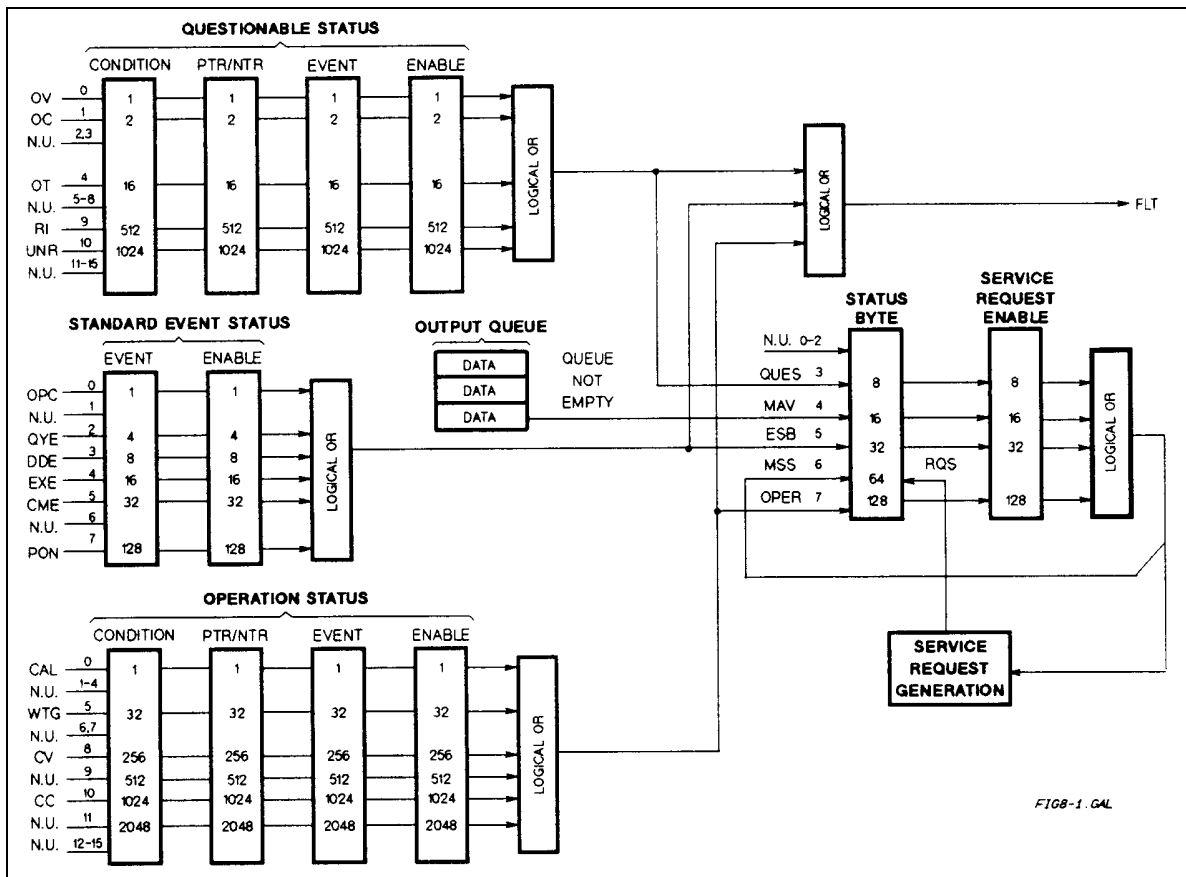 QUESTIONABLE STATUS
CONDITION PTR/NTR EVENT ENABLE
OV 0 1 1 1 1
OC 1 2 2 2 2
N.U. 2,3
OT 4 16 16 16 16
N.U. 5-8
RI 9 512 512 512 512
UNR 10 1024 1024 1024 1024
N.U. 11-15
LOGICAL OR
LOGICAL OR
FLT
STANDARD EVENT STATUS
EVENT ENABLE
OPC 0 1 1
N.U. 1
QYE 2 4 4
DDE 3 8 8
EXE 4 16 16
CME 5 32 32
N.U. 6
PON 7 128 128
LOGICAL OR
OUTPUT QUEUE
DATA
DATA
DATA
QUEUE
NOT
EMPTY
STATUS
BYTE
SERVICE
REQUEST
ENABLE
N.U. 0-2
QUES 3 8 8
MAV 4 16 16
ESB 5 32 32
MSS 6 64 RQS
OPER 7 128 128
LOGICAL OR
SERVICE
REQUEST
GENERATION
OPERATION STATUS
CONDITION PTR/NTR EVENT ENABLE
CAL 0 1 1 1 1
N.U. 1-4
WTG 5 32 32 32 32
N.U. 6,7
CV 8 256 256 256 256
N.U. 9 512 512 512 512
CC 10 1024 1024 1024 1024
N.U. 11 2048 2048 2048 2048
N.U. 12-15
LOGICAL OR
FIG8-1.GAL